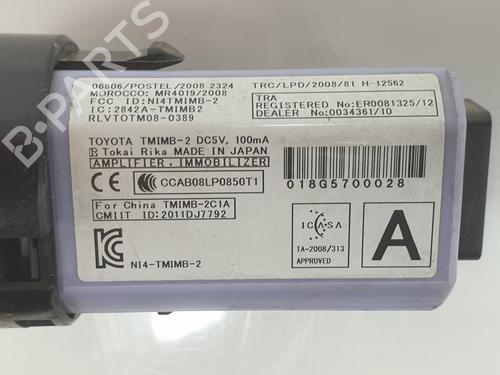 06806/POSTEL/2008 2324
MOROCCO: MR4019/2008
FCC ID:NI4TMIMB-2
IC:2842A-TMIMB2
RLVTOTM08-0389
TRC/LPD/2008/81 H-12562
TRA
REGISTERED No:ER0081325/12
DEALER No:0034361/10
TOYOTA TMIMB-2 DC5V, 100mA
Tokai Rika MADE IN JAPAN
AMPLIFIER, IMMOBILIZER
CE CCC CCAB08LP0850T1
For China TMIMB-2C1A
CMIIT ID:2011DJ7792
NI4-TMIMB-2
018G5700028
ICASA
TA-2008/313
APPROVED
A